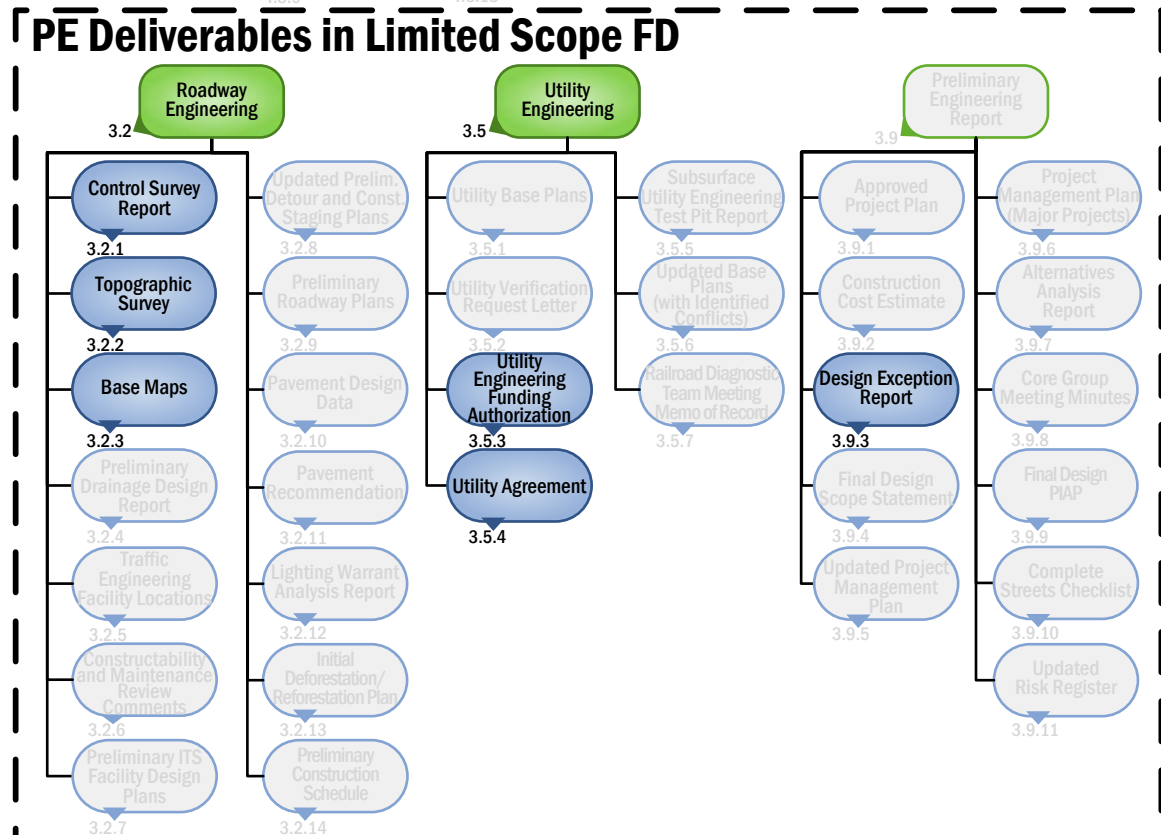 PE Deliverables in Limited Scope FD
Roadway
Engineering
3.2
Control Survey
Report
3.2.1
Topographic
Survey
3.2.2
Base Maps
3.2.3
Preliminary
Drainage Design
Report
3.2.4
Traffic
Engineering
Facility Locations
3.2.5
Constructability
and Maintenance
Review
Comments
3.2.6
Preliminary ITS
Facility Design
Plans
3.2.7
Updated Prelim.
Detour and Const.
Staging Plans
3.2.8
Preliminary
Roadway Plans
3.2.9
Pavement Design
Data
3.2.10
Pavement
Recommendation
3.2.11
Lighting Warrant
Analysis Report
3.2.12
Initial
Deforestation/
Reforestation Plan
3.2.13
Preliminary
Construction
Schedule
3.2.14
Utility
Engineering
3.5
Utility Base Plans
3.5.1
Utility Verification
Request Letter
3.5.2
Utility
Engineering
Funding
Authorization
3.5.3
Utility Agreement
3.5.4
Subsurface
Utility Engineering
Test Pit Report
3.5.5
Updated Base
Plans
(with Identified
Conflicts)
3.5.6
Railroad Diagnostic
Team Meeting
Memo of Record
3.5.7
Preliminary
Engineering
Report
3.9
Approved
Project Plan
3.9.1
Construction
Cost Estimate
3.9.2
Design Exception
Report
3.9.3
Final Design
Scope Statement
3.9.4
Updated Project
Management
Plan
3.9.5
Project
Management Plan
(Major Projects)
3.9.6
Alternatives
Analysis
Report
3.9.7
Core Group
Meeting Minutes
3.9.8
Final Design
PIAP
3.9.9
Complete
Streets Checklist
3.9.10
Updated
Risk Register
3.9.11